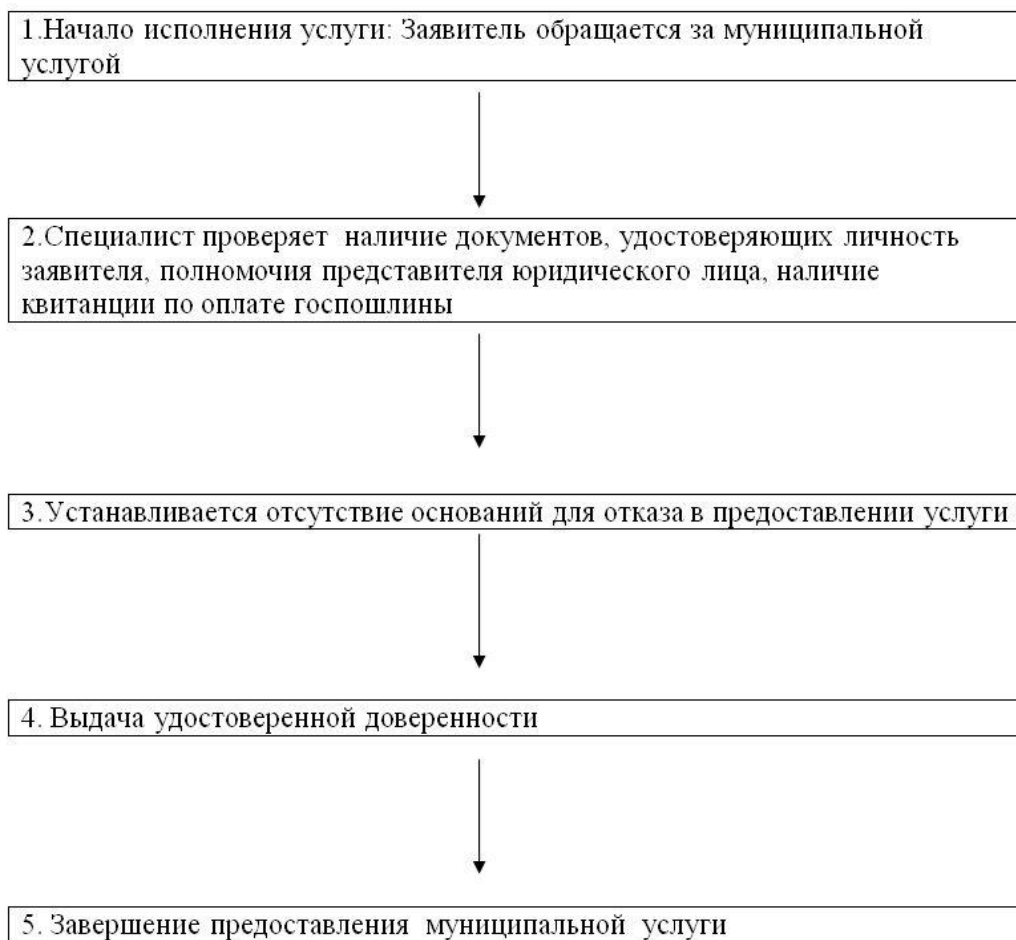 1.Начало исполнения услуги: Заявитель обращается за муниципальной
услугой
2.Специалист проверяет наличие документов, удостоверяющих личность
заявителя, полномочия представителя юридического лица, наличие
квитанции по оплате госпошлины
3.Устанавливается отсутствие оснований для отказа в предоставлении услуги
4. Выдача удостоверенной доверенности
5. Завершение предоставления муниципальной услуги